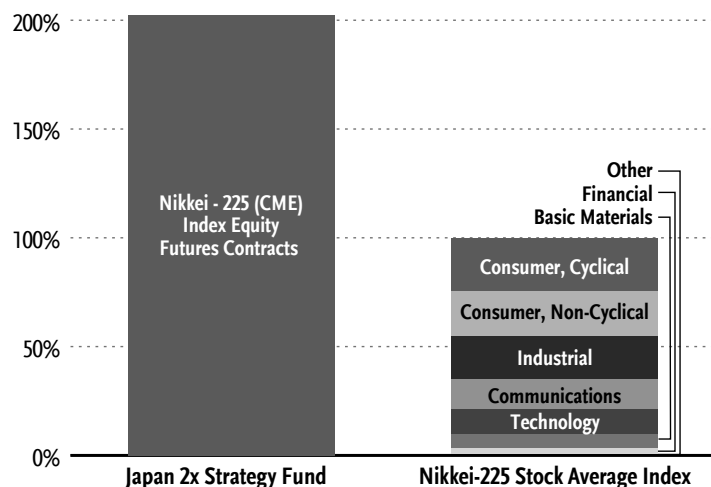 200%
150%
100%
50%
0%
Nikkei - 225 (CME)
Index Equity
Futures Contracts
Other
Financial
Basic Materials
Consumer, Cyclical
Consumer, Non-Cyclical
Industrial
Communications
Technology
Japan 2x Strategy Fund
Nikkei-225 Stock Average Index